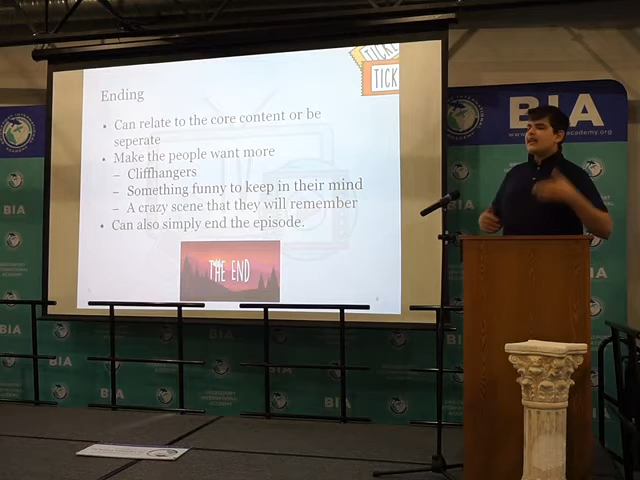 TICKE
TICK
Ending
• Can relate to the core content or be
seperate
• Make the people want more
– Cliffhangers
– Something funny to keep in their mind
– A crazy scene that they will remember
• Can also simply end the episode.
THE END
BIA
BIA
BIA
BIA
BIA
BIA
BIA